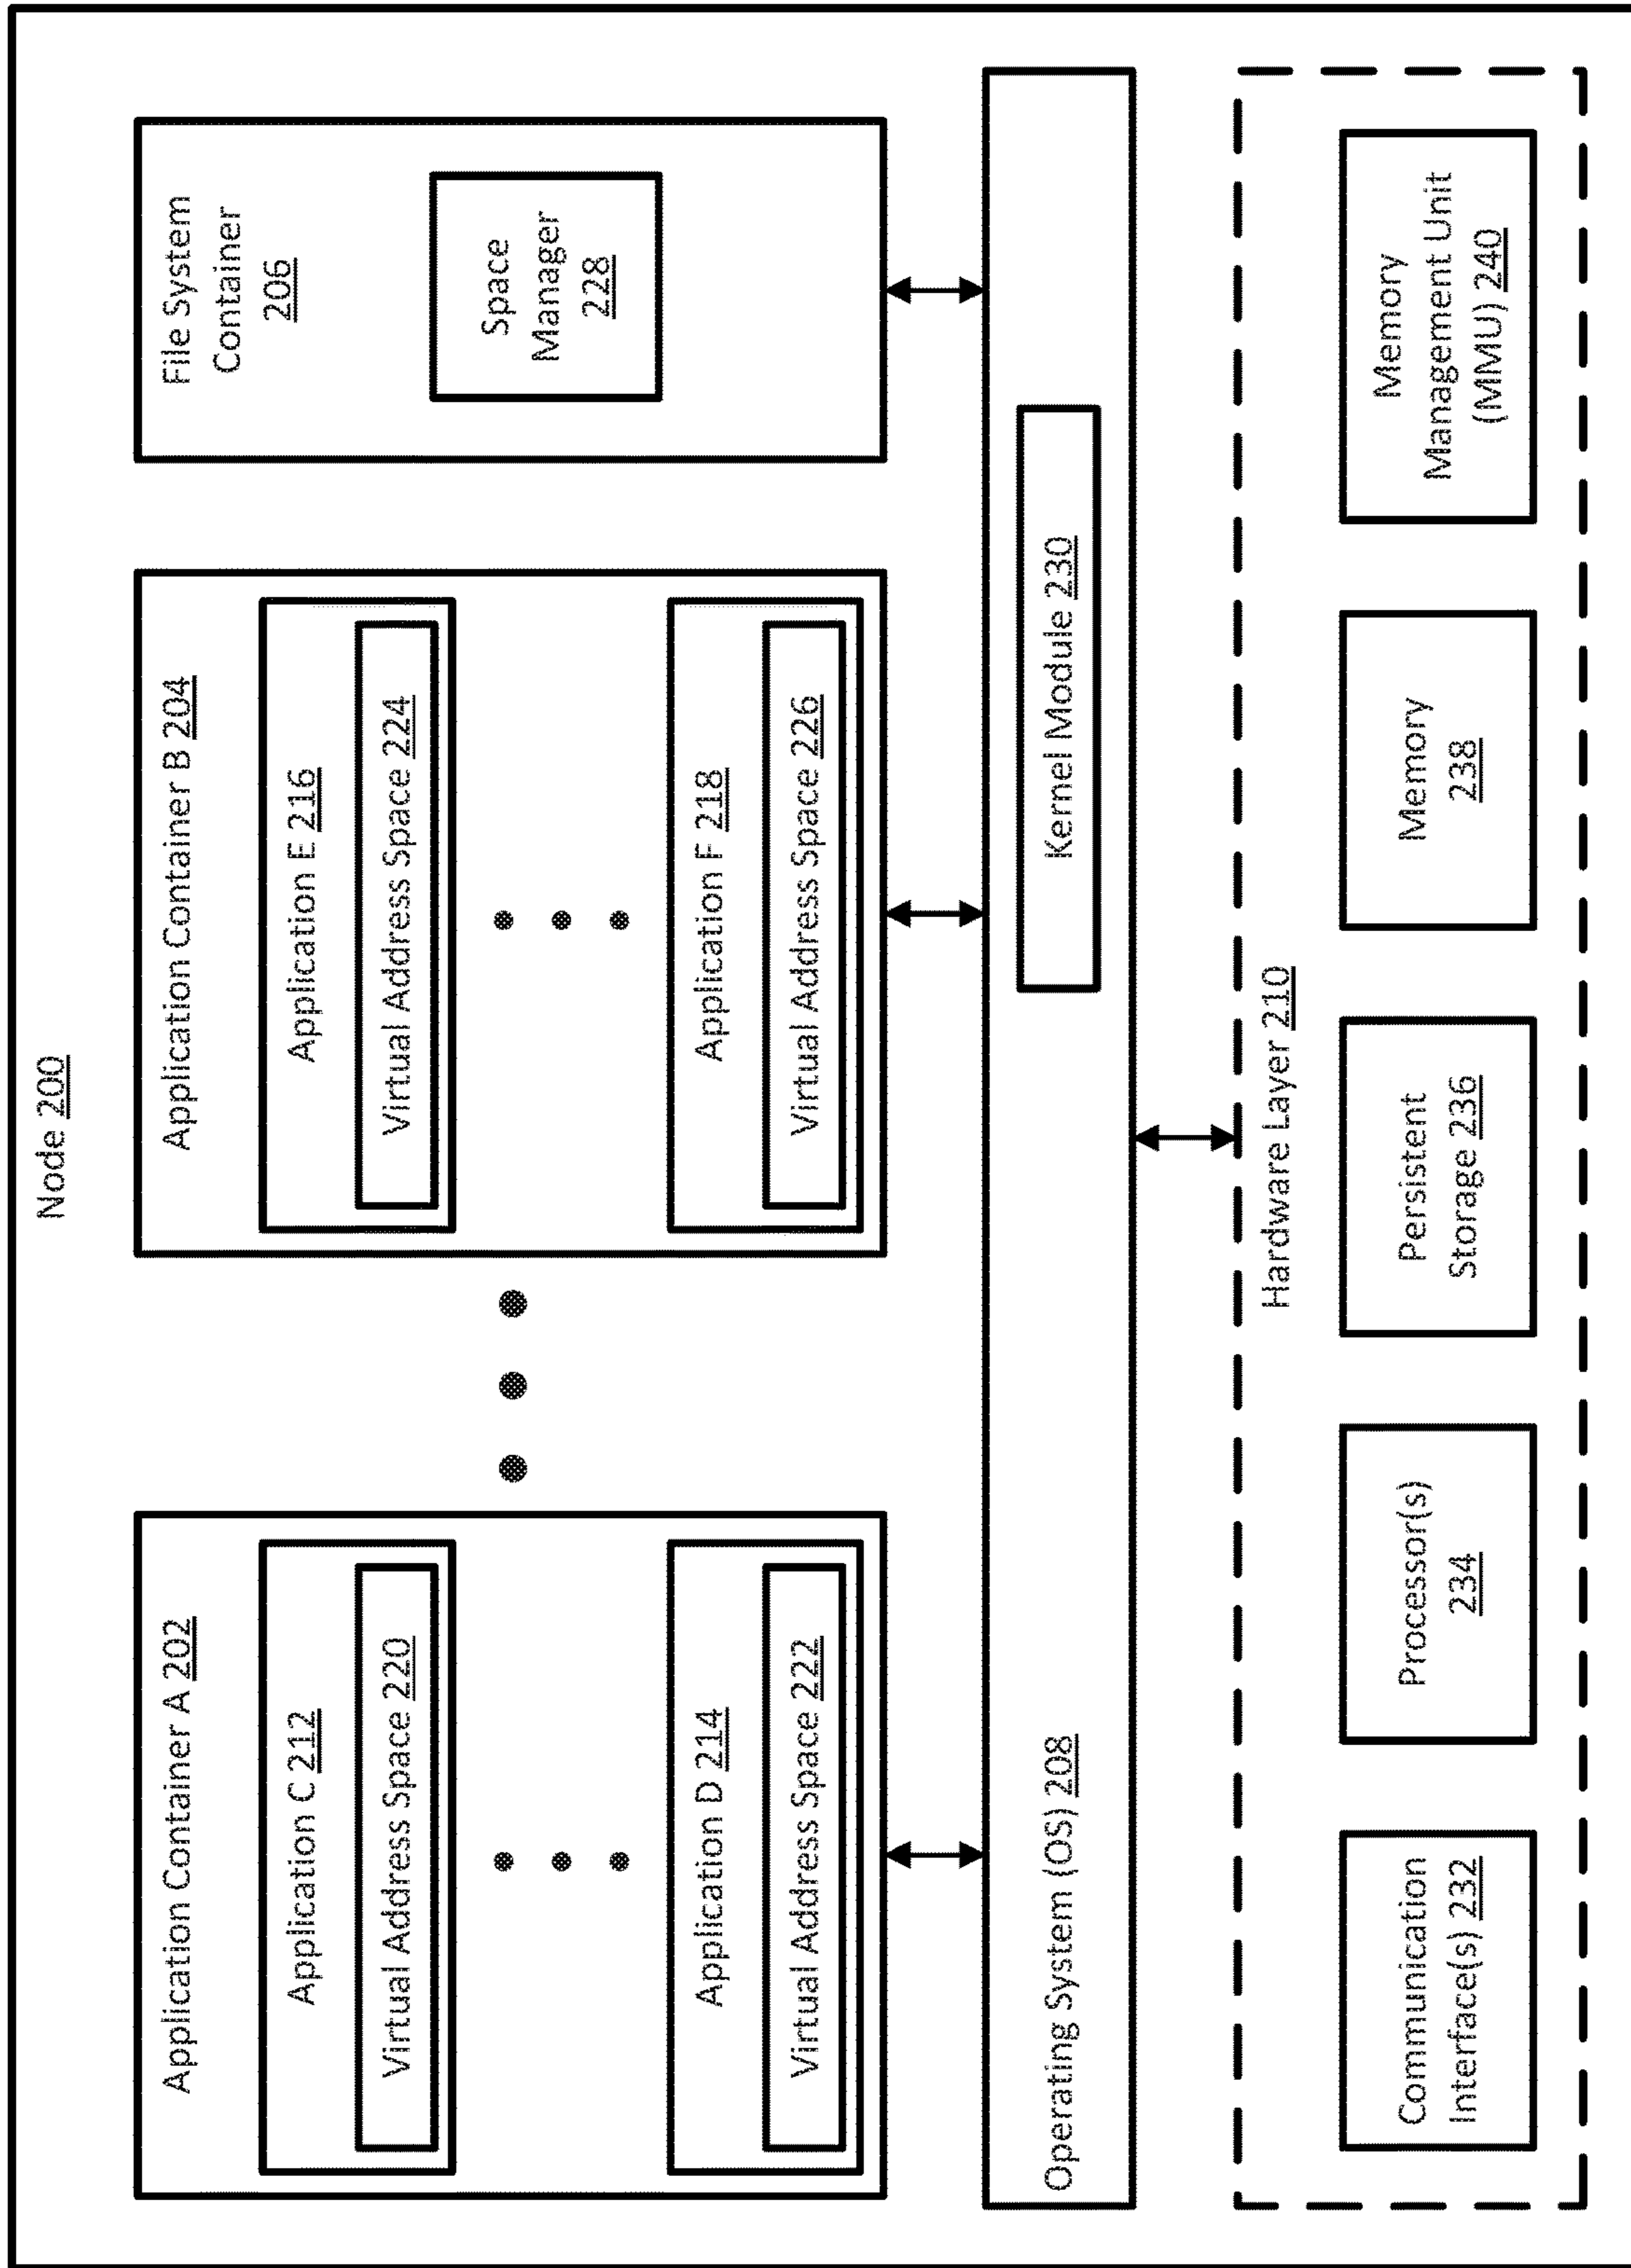 Node 200
Application Container A 202
Application C 212
Virtual Address Space 220
Application D 214
Virtual Address Space 222
Application Container B 204
Application E 216
Virtual Address Space 224
Application F 218
Virtual Address Space 226
File System
Container
206
Space
Manager
228
Operating System (OS) 208
Kernel Module 230
Hardware Layer 210
Communication
Interface(s) 232
Processor(s)
234
Persistent
Storage 236
Memory
238
Memory
Management Unit
(MMU) 240